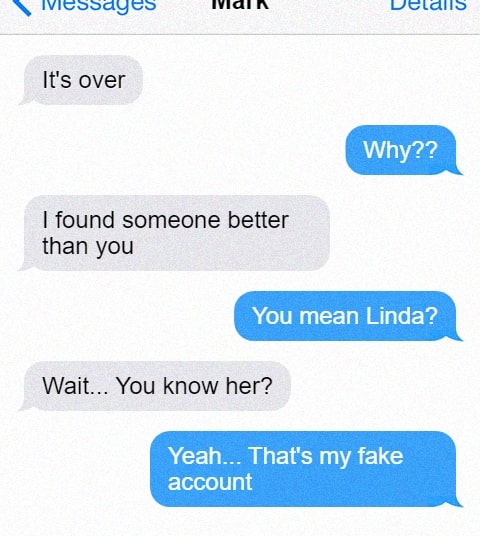 Messages Mark Details
It's over
Why??
I found someone better
than you
You mean Linda?
Wait... You know her?
Yeah... That's my fake
account